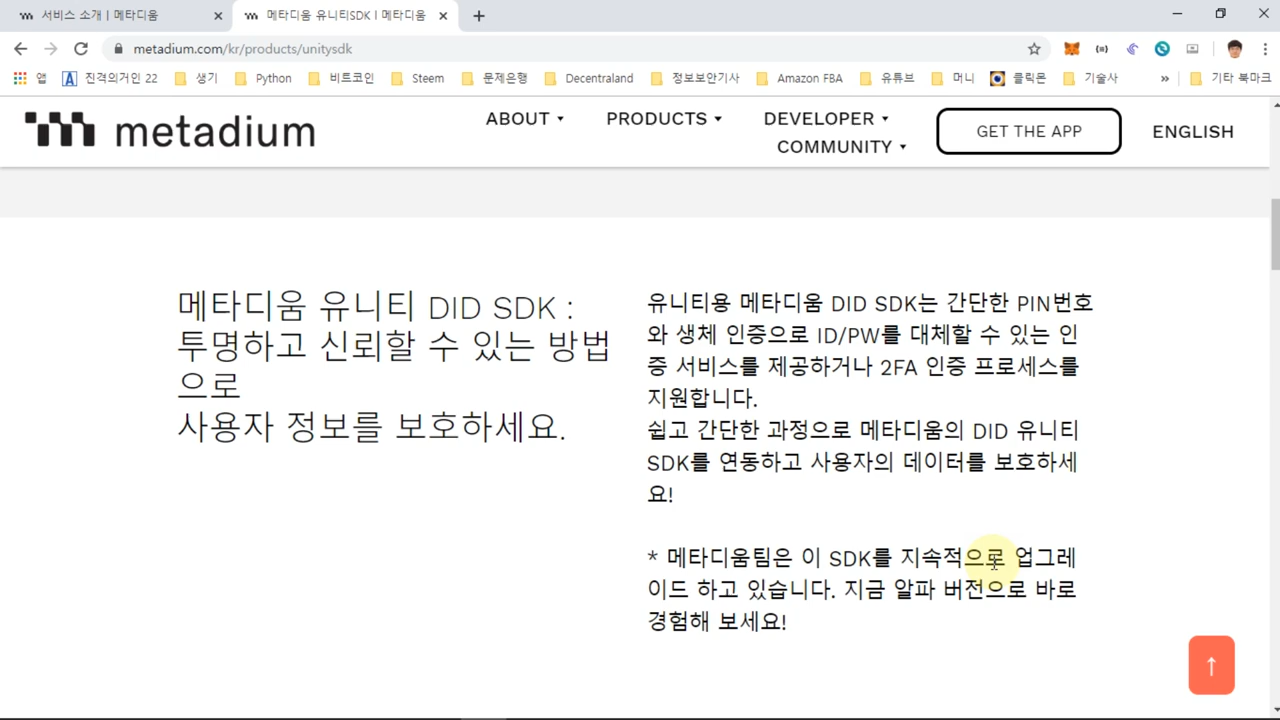 서비스 소개 | 메타디움
메타디움 유니티SDK | 메타디움
metadium.com/kr/products/unitysdk
앱
진격의거인 22
생기
Python
비트코인
Steem
문제은행
Decentraland
정보보안기사
Amazon FBA
유튜브
머니
클릭몬
기술사
»
기타 북마크
metadium
ABOUT
PRODUCTS
DEVELOPER
COMMUNITY
GET THE APP
ENGLISH
메타디움 유니티 DID SDK :
투명하고 신뢰할 수 있는 방법
으로
사용자 정보를 보호하세요.
유니티용 메타디움 DID SDK는 간단한 PIN번호
와 생체 인증으로 ID/PW를 대체할 수 있는 인
증 서비스를 제공하거나 2FA 인증 프로세스를
지원합니다.
쉽고 간단한 과정으로 메타디움의 DID 유니티
SDK를 연동하고 사용자의 데이터를 보호하세
요!
* 메타디움팀은 이 SDK를 지속적으로 업그레
이드 하고 있습니다. 지금 알파 버전으로 바로
경험해 보세요!